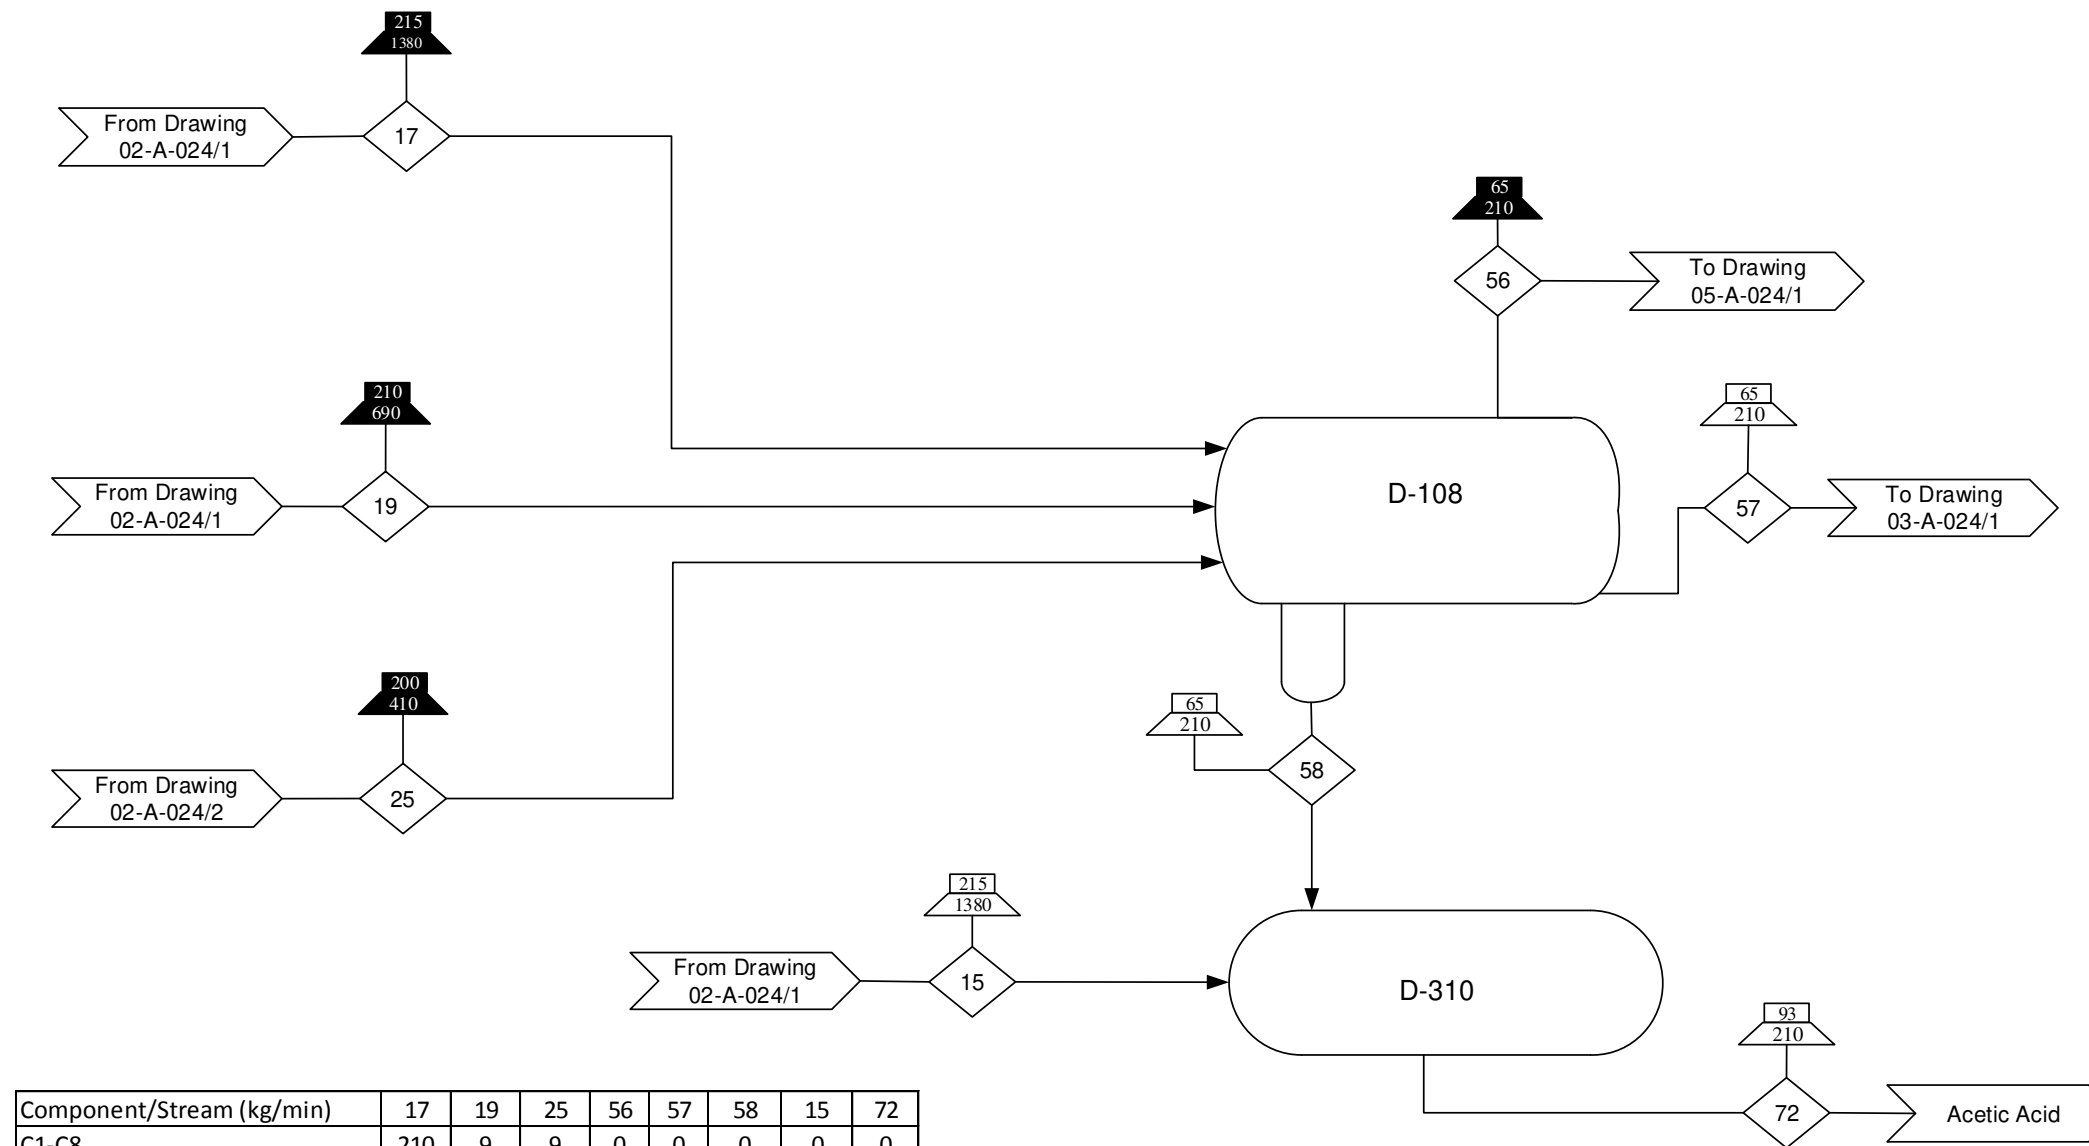 215
1380
From Drawing
02-A-024/1
17
65
210
56
To Drawing
05-A-024/1
210
690
From Drawing
02-A-024/1
19
D-108
65
210
57
To Drawing
03-A-024/1
200
410
From Drawing
02-A-024/2
25
65
210
58
215
1380
From Drawing
02-A-024/1
15
D-310
93
210
72
Acetic Acid
Component/Stream (kg/min) 17 19 25 56 57 58 15 72
C1-C8 210 9 9 0 0 0 0 0